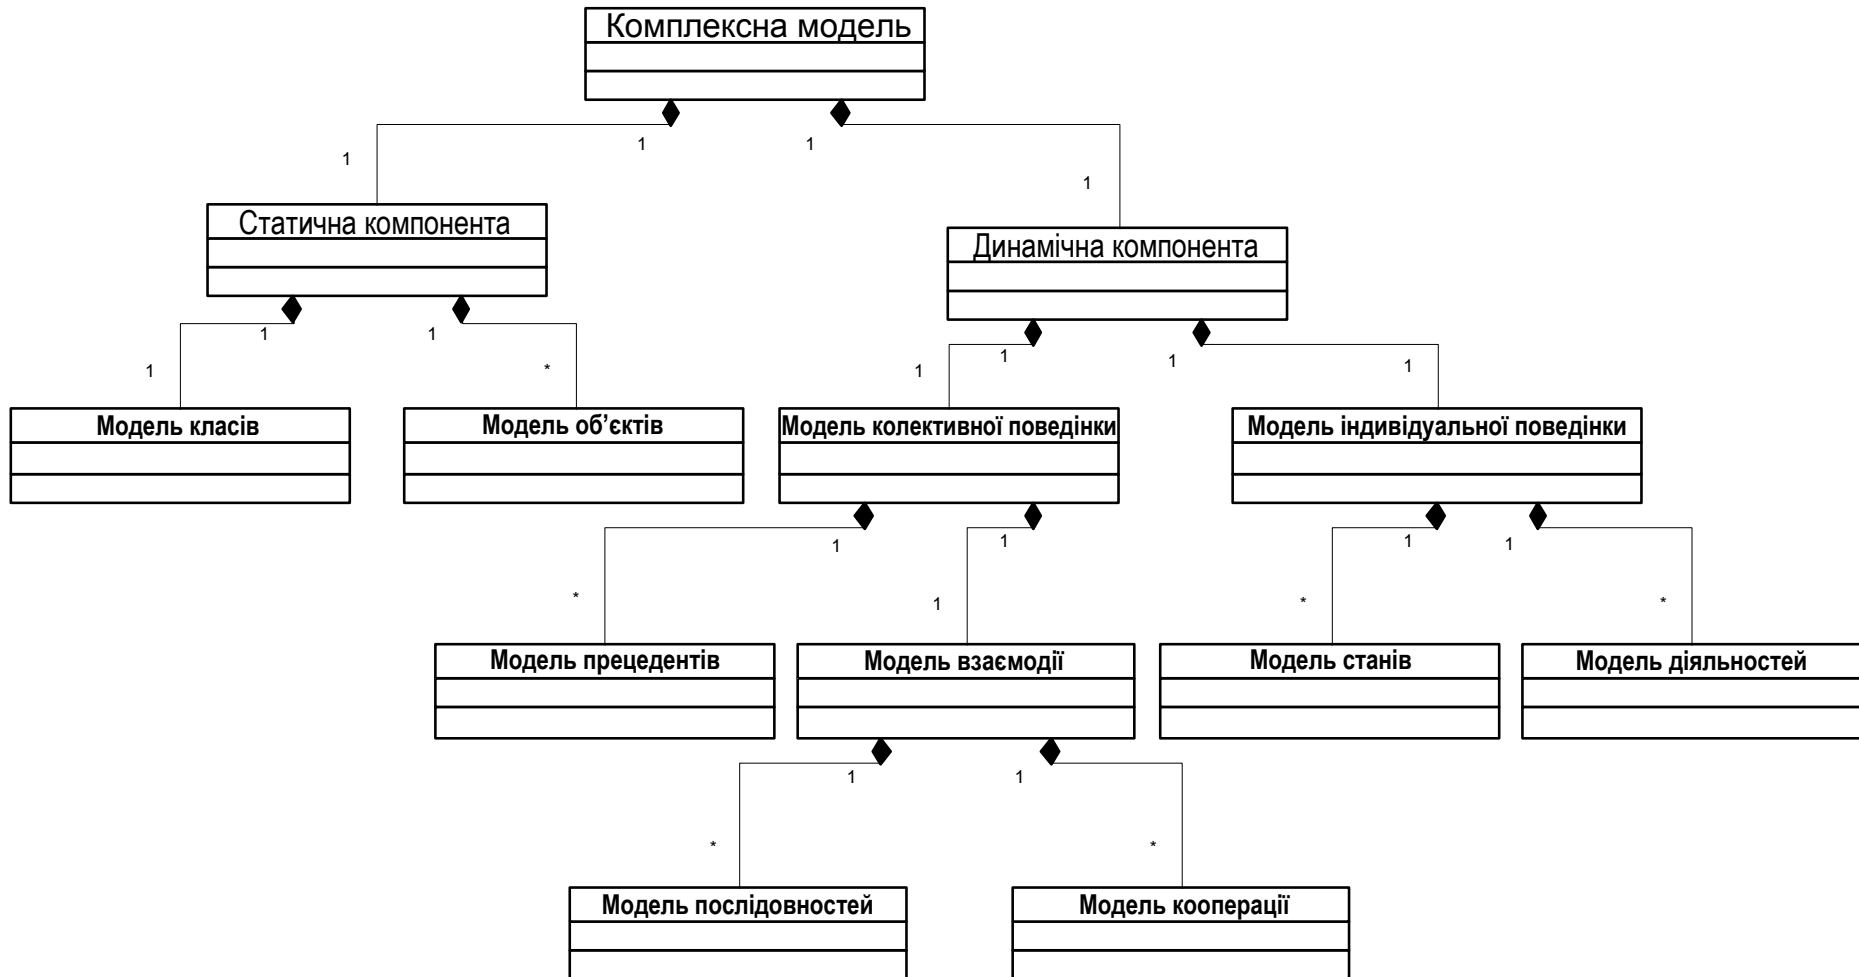 Комплексна модель
1 1
1
1
Статична компонента
Динамічна компонента
1 1
1 1
1 * 1 1
Модель класів Модель об’єктів Модель колективної поведінки Модель індивідуальної поведінки
1 1 1 1
* 1 * *
Модель прецедентів Модель взаємодії Модель станів Модель діяльностей
1 1
* *
Модель послідовностей Модель кооперації